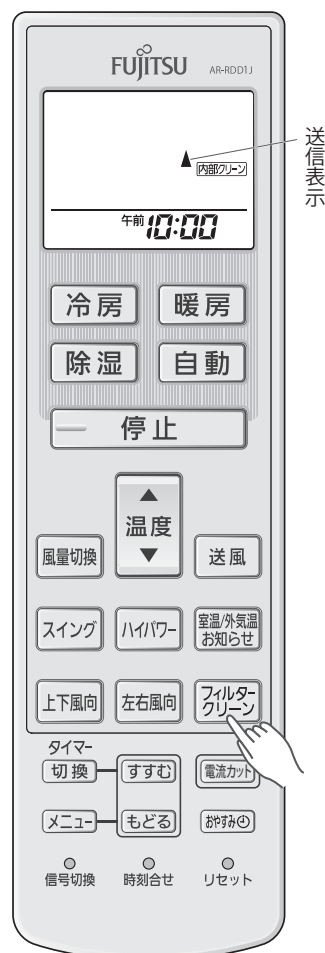 FUJITSU AR-RDD1J
送信表示
内部クリーン
午前10:00
冷房 暖房
除湿 自動
停止
▲
温度
▼
風量切換 送風
スイング ハイパワー 室温/外気温
お知らせ
上下風向 左右風向 フィルター
クリーン
タイマー
切換 すすむ 電流カット
メニュー もどる おやすみ
信号切換 時刻合せ リセット